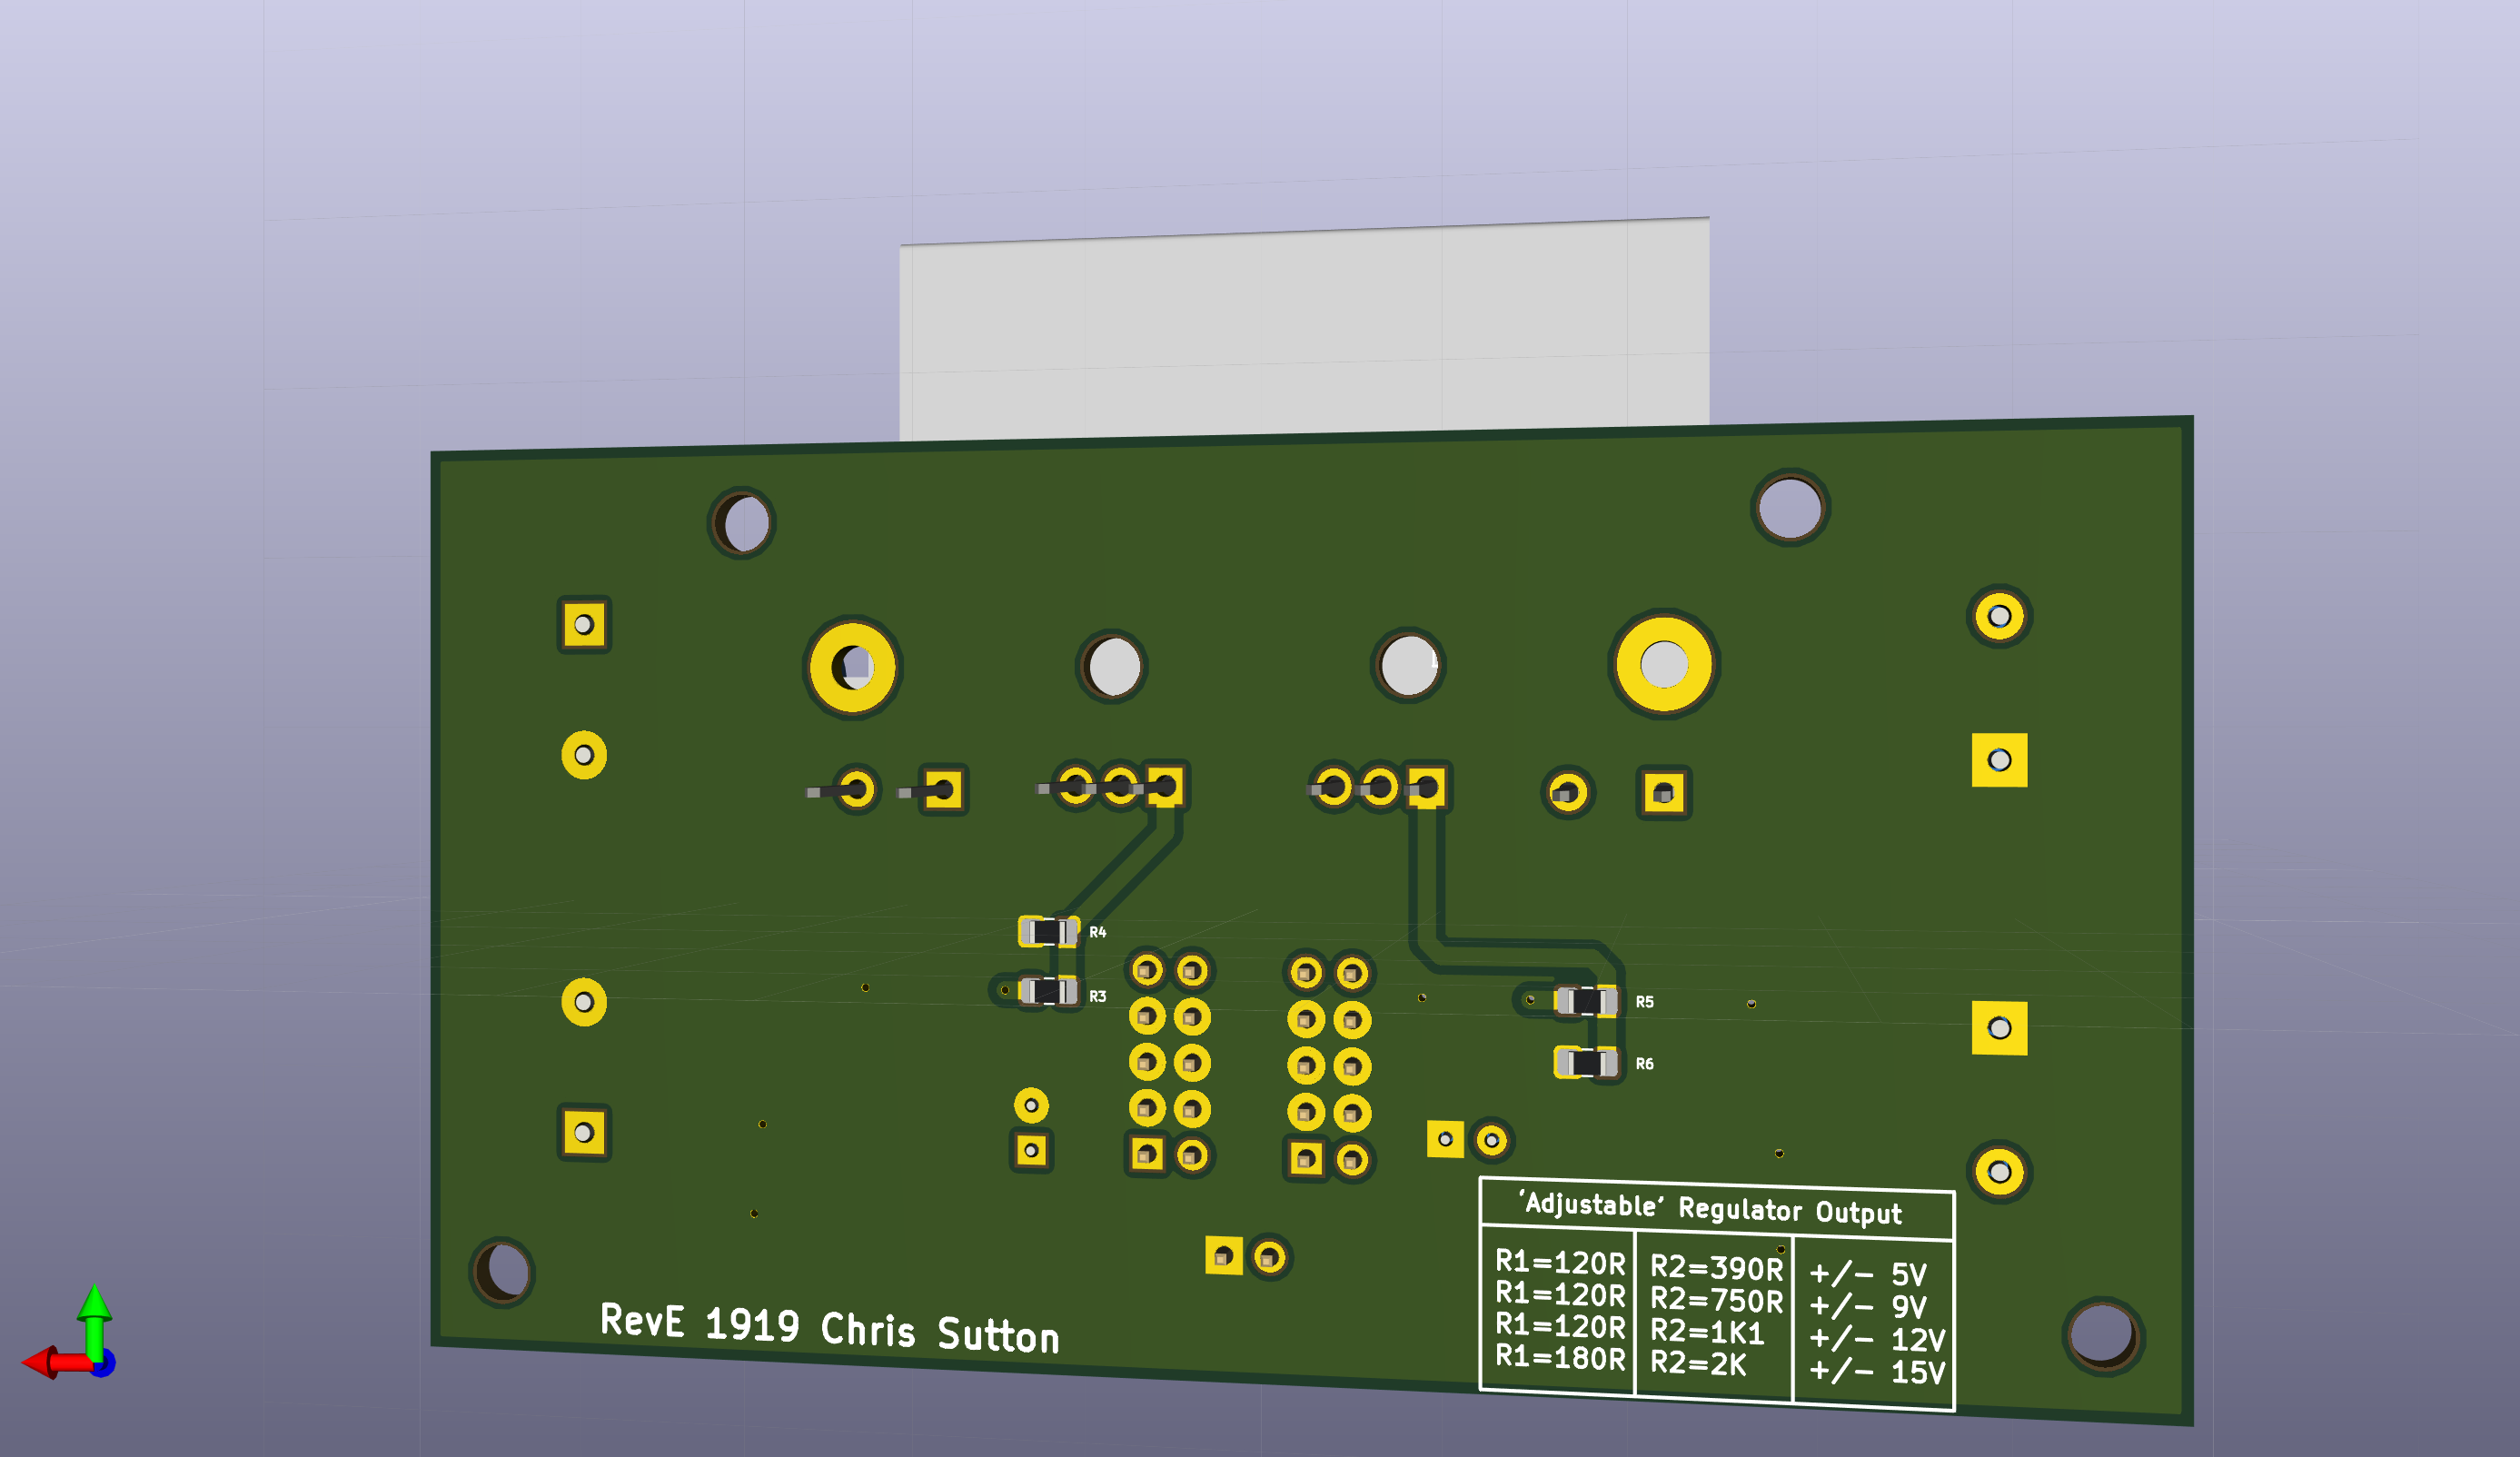 R4
R3
R5
R6
'Adjustable' Regulator Output
R1=120R R2=390R +/- 5V
R1=120R R2=750R +/- 9V
R1=120R R2=1K1 +/- 12V
R1=180R R2=2K +/- 15V
RevE 1919 Chris Sutton